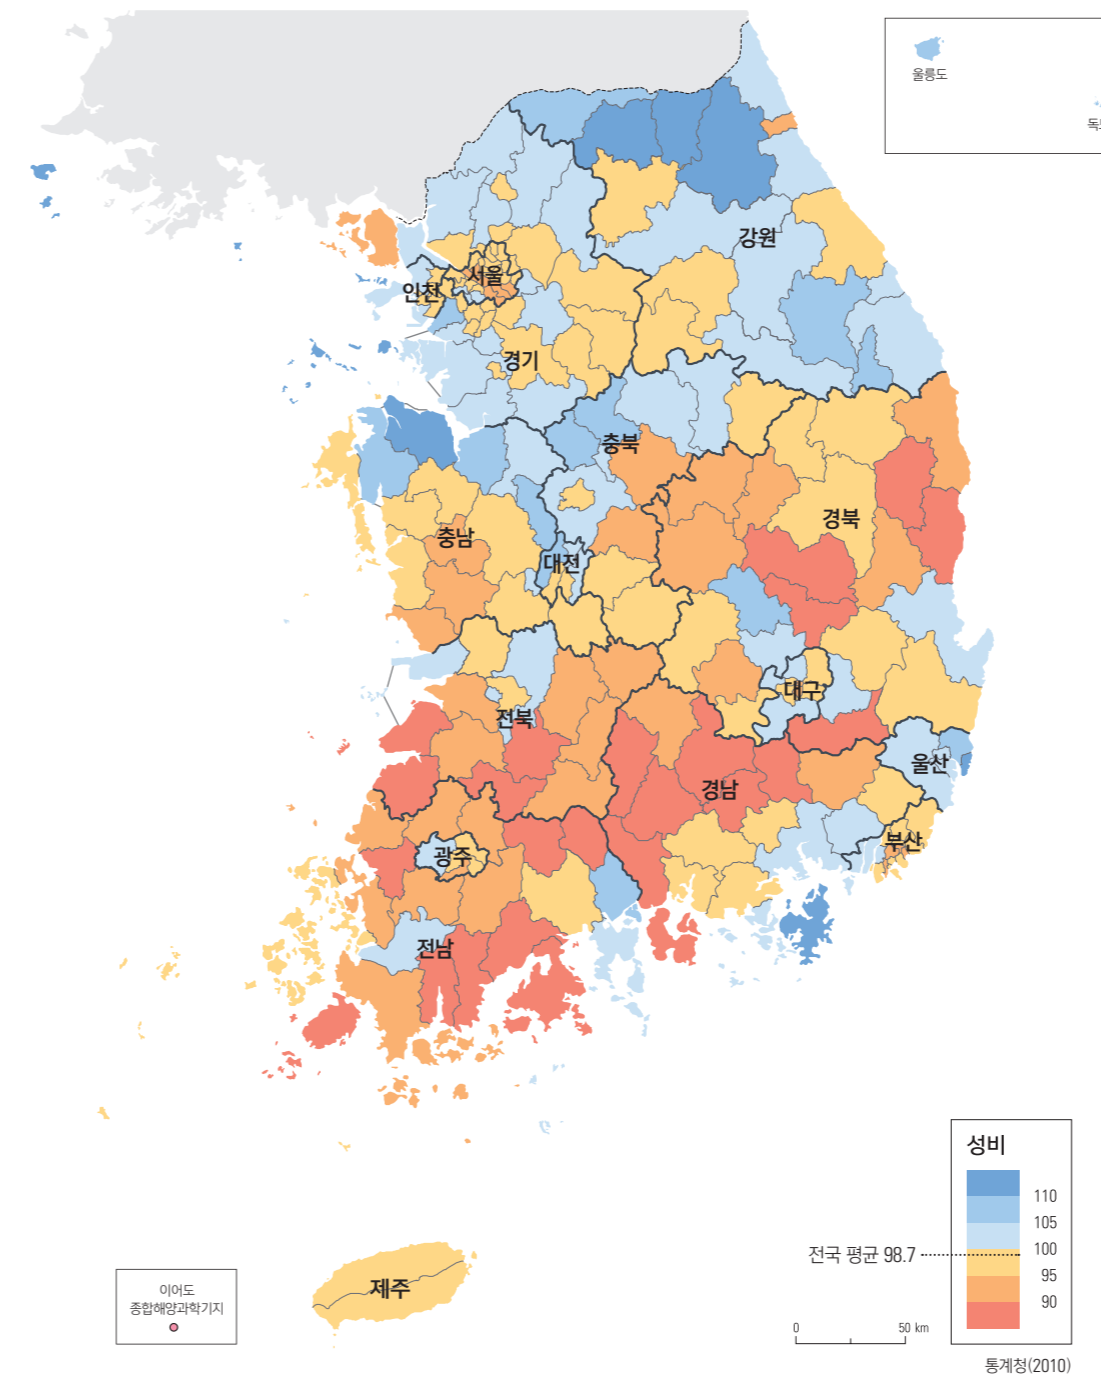 울릉도
독도
강원
서울
인천
경기
충북
충남
경북
대전
대구
전북
울산
경남
부산
광주
전남
제주
성비
110
105
100
95
90
전국 평균 98.7
이어도
종합해양과학기지
0 50 km
통계청(2010)